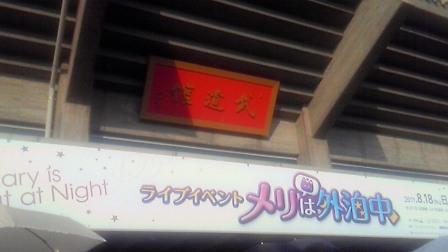 武道館
ary is
t at Night
ライブイベント メリは外泊中
2011.8.18 日